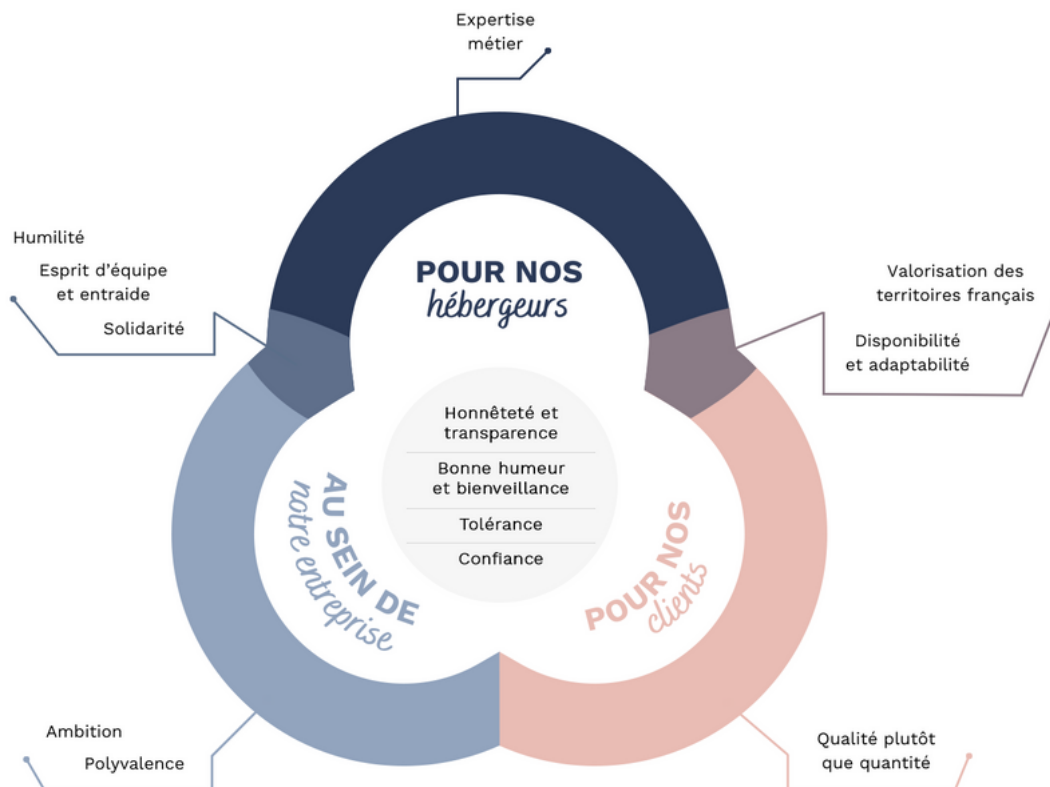 Expertise
métier
Humilité
Esprit d'équipe
et entraide
Solidarité
POUR NOS
hébergeurs
Valorisation des
territoires français
Disponibilité
et adaptabilité
Honnêteté et
transparence
Bonne humeur
et bienveillance
Tolérance
Confiance
AU SEIN DE
notre entreprise
POUR NOS
clients
Ambition
Polyvalence
Qualité plutôt
que quantité